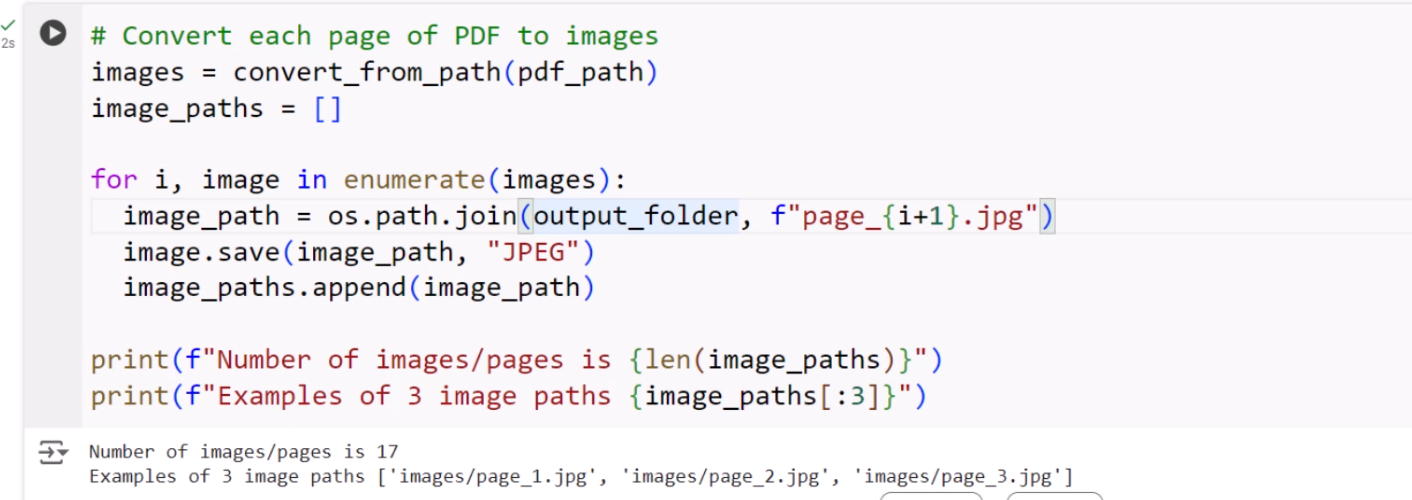 # Convert each page of PDF to images
images = convert_from_path(pdf_path)
image_paths = []
for i, image in enumerate(images):
  image_path = os.path.join(output_folder, f"page_{i+1}.jpg")
  image.save(image_path, "JPEG")
  image_paths.append(image_path)
print(f"Number of images/pages is {len(image_paths)}")
print(f"Examples of 3 image paths {image_paths[:3]}")
2s
Number of images/pages is 17
Examples of 3 image paths ['images/page_1.jpg', 'images/page_2.jpg', 'images/page_3.jpg']